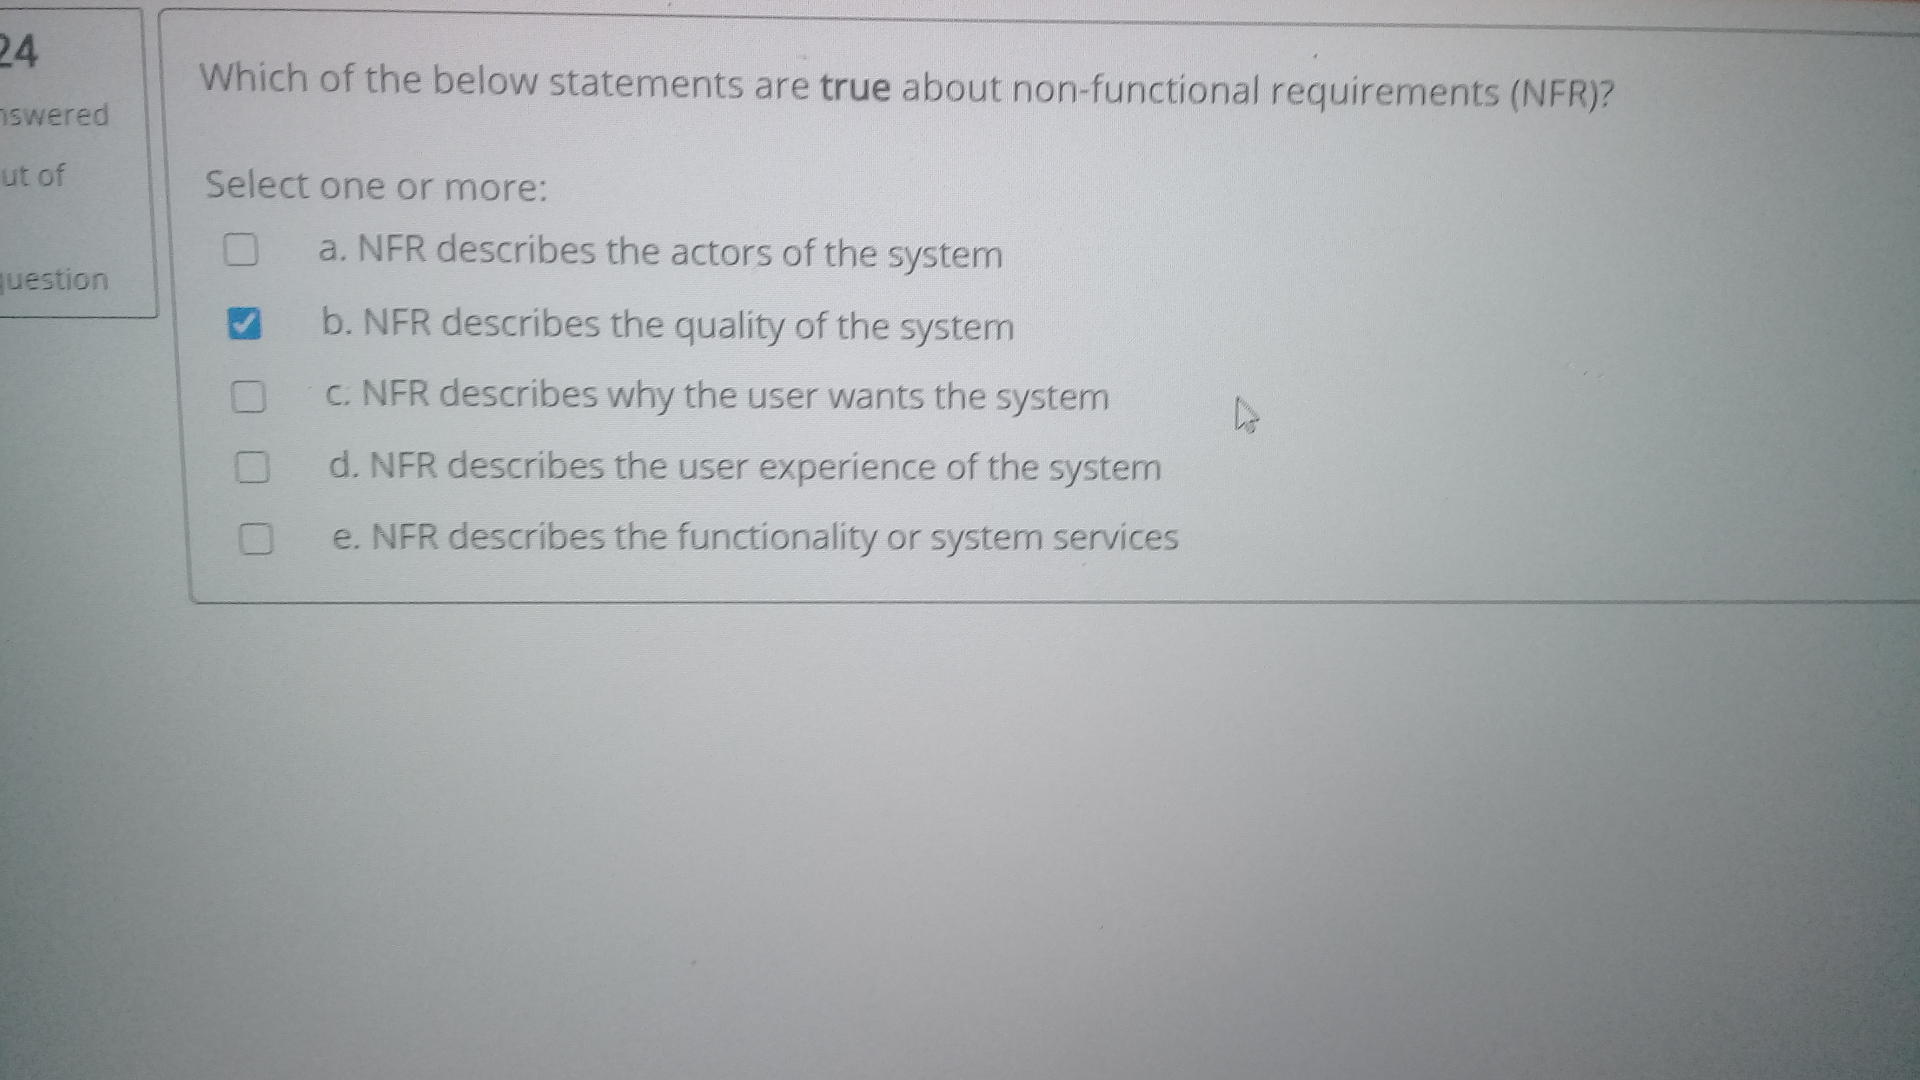 24
Which of the below statements are true about non-functional requirements (NFR)?
ut of
Select one or more:
a. NFR describes the actors of the system
uestion
b. NFR describes the quality of the system
c. NFR describes why the user wants the system
d. NFR describes the user experience of the system
e. NFR describes the functionality or system services